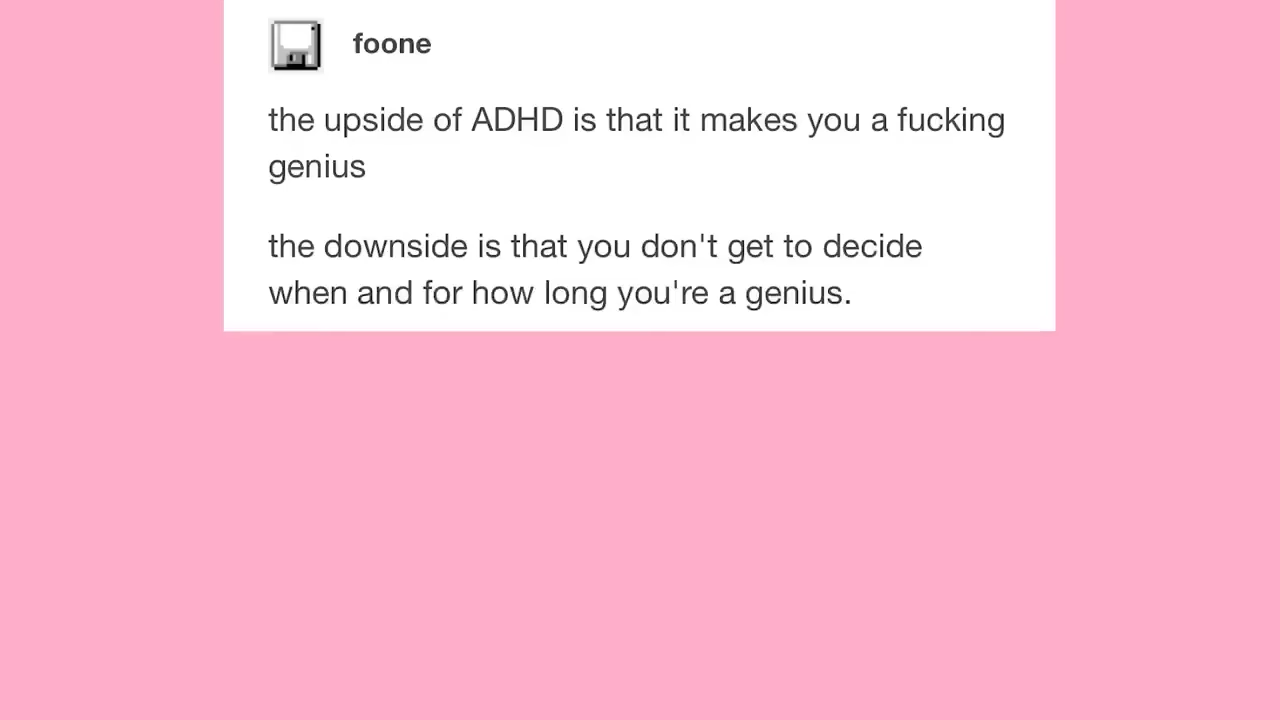 foone
the upside of ADHD is that it makes you a fucking
genius
the downside is that you don't get to decide
when and for how long you're a genius.